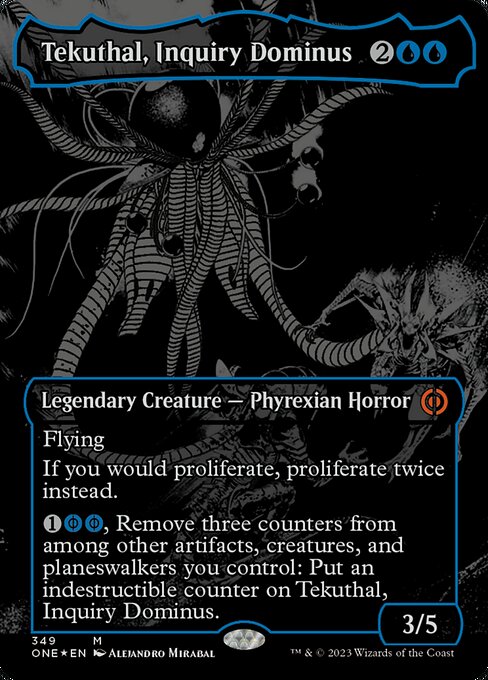 Tekuthal, Inquiry Dominus 2
Legendary Creature — Phyrexian Horror
Flying
If you would proliferate, proliferate twice
instead.
1, Remove three counters from
among other artifacts, creatures, and
planeswalkers you control: Put an
indestructible counter on Tekuthal,
Inquiry Dominus.
3/5
349 M
ONE★EN Alejandro Mirabal
™ & © 2023 Wizards of the Coast